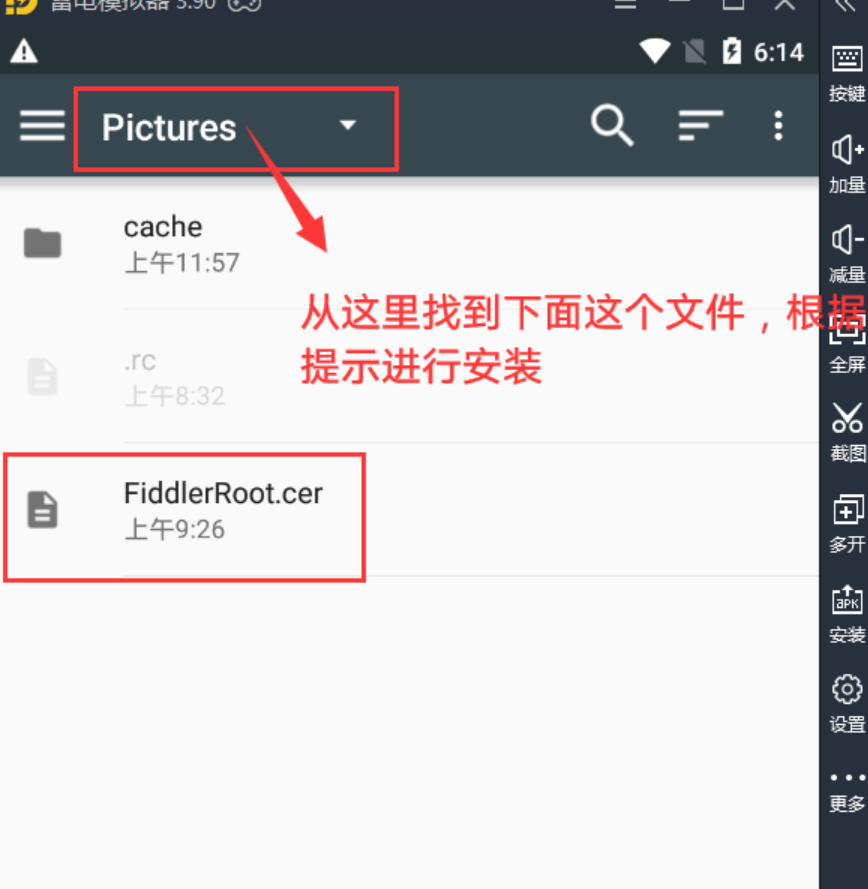 雷电模拟器 3.90
6:14
Pictures
按键
加量
cache
上午11:57
减量
从这里找到下面这个文件，根据
提示进行安装
全屏
.rc
上午8:32
截图
FiddlerRoot.cer
上午9:26
多开
APK
安装
设置
更多